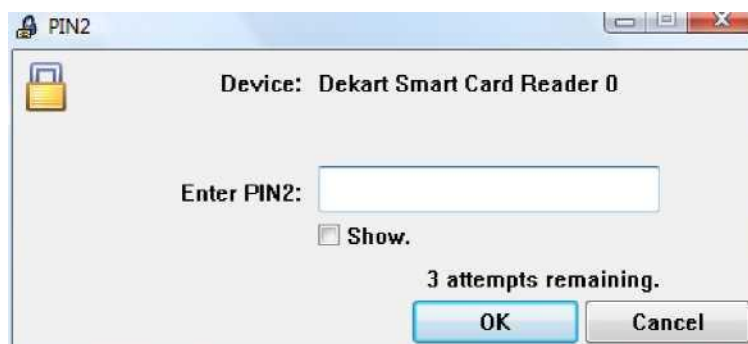 PIN2
Device: Dekart Smart Card Reader 0
Enter PIN2:
Show.
3 attempts remaining.
OK Cancel